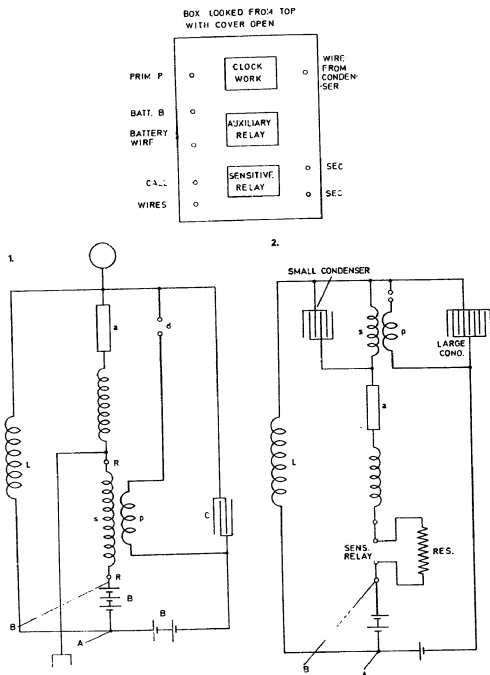 BOX LOOKED FROM TOP
WITH COVER OPEN
PRIM P
CLOCK
WORK
WIRE
FROM
CONDEN-
-SER
BATT. B
BATTERY
WIRE
AUXILIARY
RELAY
CALL
WIRES
SENSITIVE
RELAY
SEC
SEC
1.
2.
SMALL CONDENSER
a
d
s
p
LARGE
COND.
L
R
s
p
C
R
B
B
B
A
a
L
SENS.
RELAY
RES.
B
A